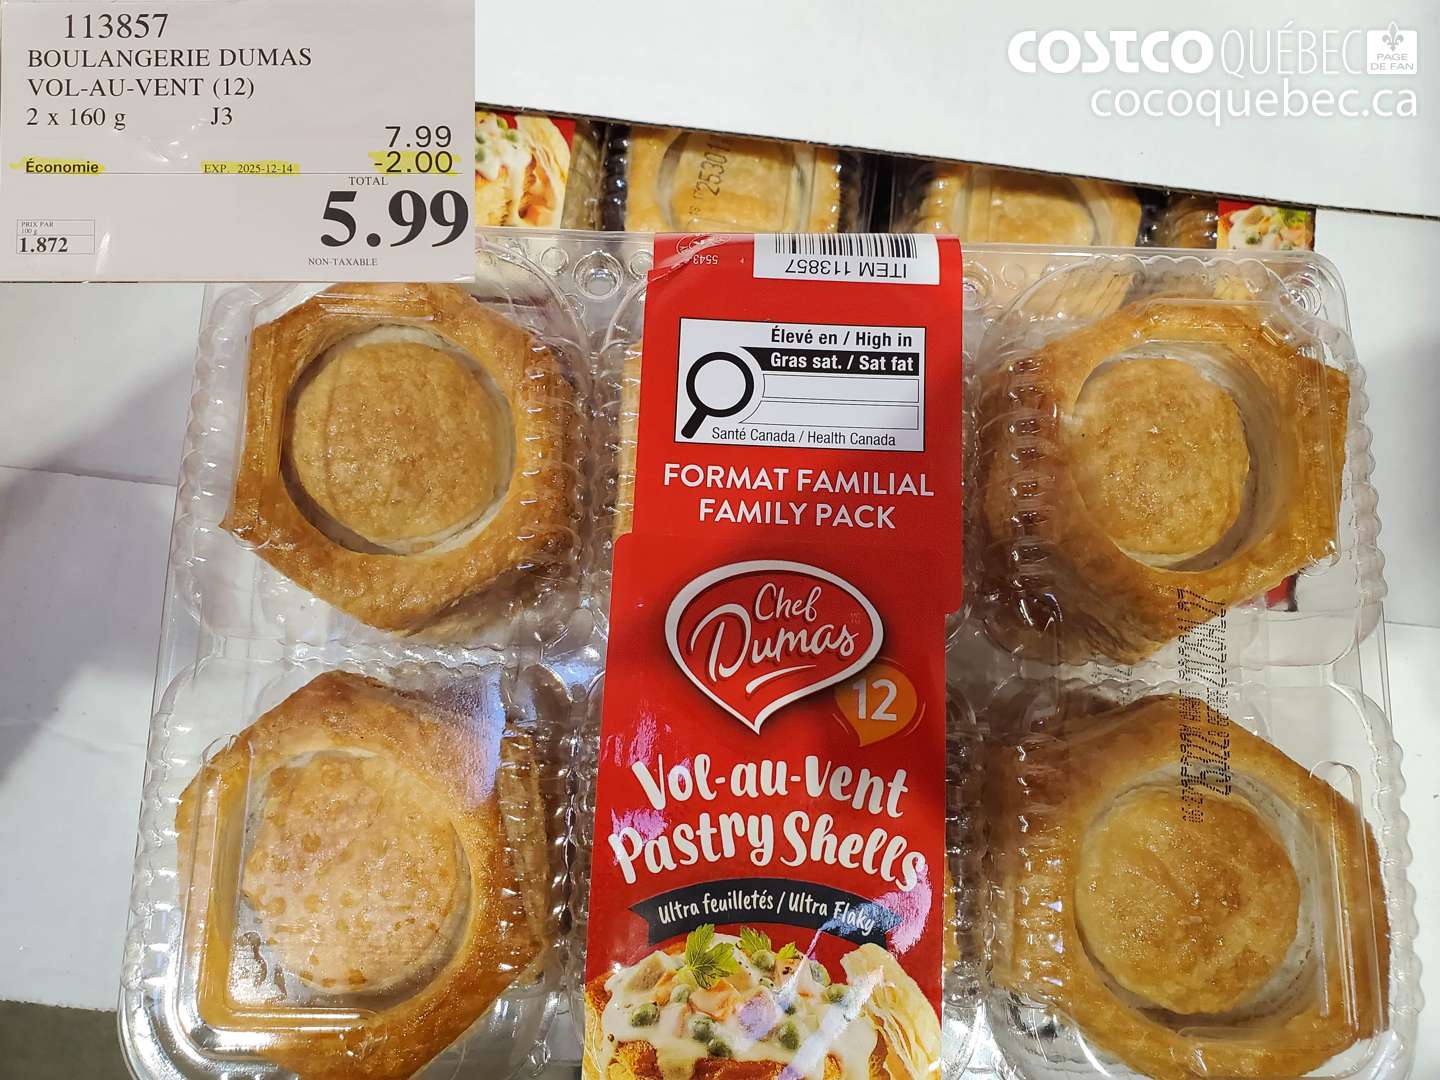 113857
BOULANGERIE DUMAS
VOL-AU-VENT (12)
2 x 160 g J3
7.99
Économie EXP. 2025-12-14 -2.00
TOTAL
5.99
PRIX PAR
100 g
1.872
NON-TAXABLE
COSTCO QUÉBEC PAGE DE FAN
cocoquebec.ca
ITEM 113857
Élevé en / High in
Gras sat. / Sat fat
Santé Canada / Health Canada
FORMAT FAMILIAL
FAMILY PACK
Chef
Dumas
12
Vol-au-Vent
Pastry Shells
Ultra feuilletés / Ultra Flaky